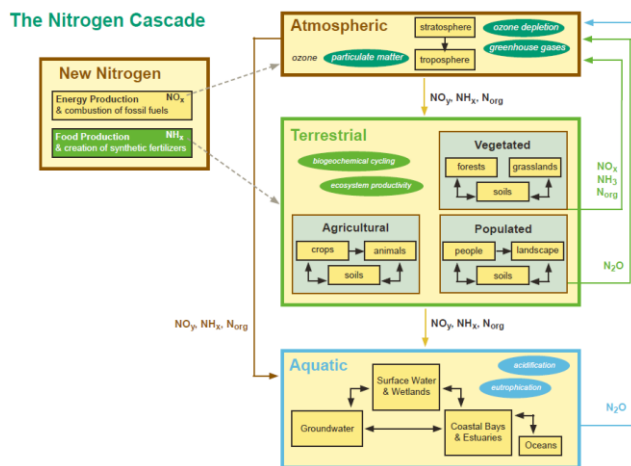 The Nitrogen Cascade
New Nitrogen
Energy Production NOx
& combustion of fossil fuels
Food Production NHx
& creation of synthetic fertilizers
Atmospheric
stratosphere
ozone depletion
greenhouse gases
ozone
particulate matter
troposphere
NOy, NHx, Norg
Terrestrial
biogeochemical cycling
ecosystem productivity
Vegetated
forests
grasslands
soils
Agricultural
crops
animals
soils
Populated
people
landscape
soils
NOx
NH3
Norg
N2O
NOy, NHx, Norg
NOy, NHx, Norg
Aquatic
acidification
eutrophication
Surface Water
& Wetlands
Groundwater
Coastal Bays
& Estuaries
Oceans
N2O